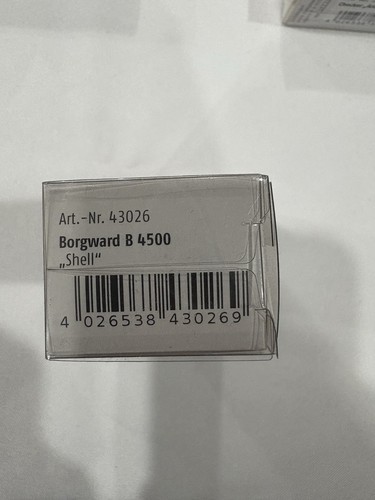 Art.-Nr. 43026
Borgward B 4500
„Shell“
4 026538 430269